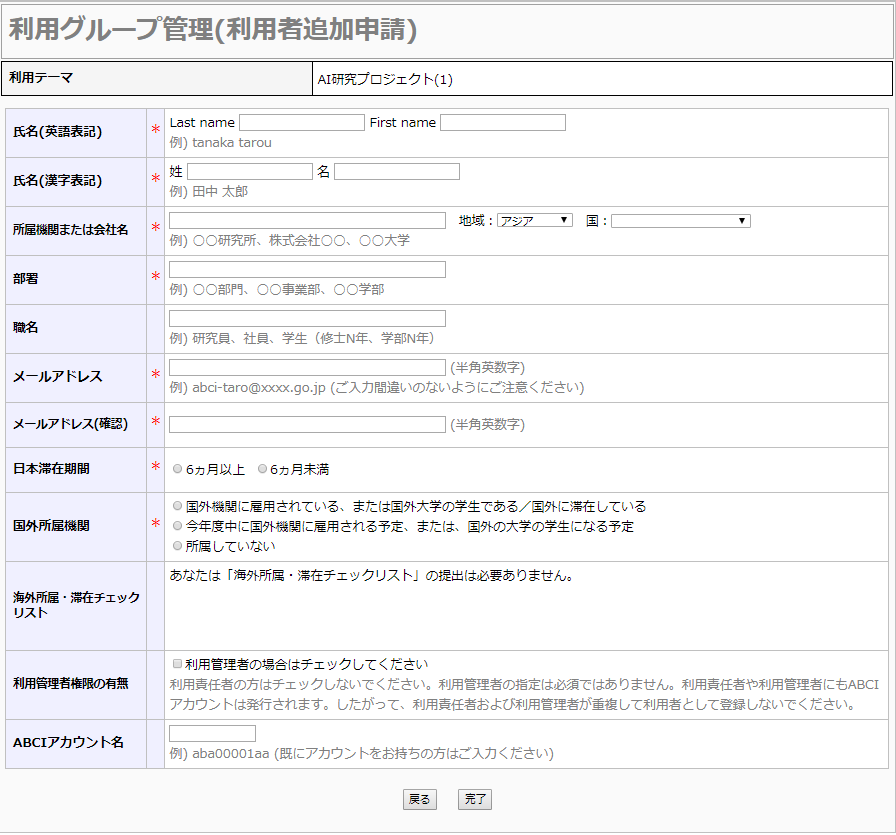 利用グループ管理(利用者追加申請)
利用テーマ
AI研究プロジェクト(1)
氏名(英語表記)
*
Last name First name
例) tanaka tarou
氏名(漢字表記)
*
姓 名
例) 田中 太郎
所属機関または会社名
*
地域：アジア 国：
例) 〇〇研究所、株式会社〇〇、〇〇大学
部署
*
例) 〇〇部門、〇〇事業部、〇〇学部
職名
例) 研究員、社員、学生（修士N年、学部N年）
メールアドレス
*
(半角英数字)
例) abci-taro@xxxx.go.jp (ご入力間違いのないようにご注意ください)
メールアドレス(確認)
*
(半角英数字)
日本滞在期間
*
6ヵ月以上 6ヵ月未満
国外所属機関
*
国外機関に雇用されている、または国外大学の学生である／国外に滞在している
今年度中に国外機関に雇用される予定、または、国外の大学の学生になる予定
所属していない
海外所属・滞在チェック
リスト
あなたは「海外所属・滞在チェックリスト」の提出は必要ありません。
利用管理者権限の有無
利用管理者の場合はチェックしてください
利用責任者の方はチェックしないでください。利用管理者の指定は必須ではありません。利用責任者や利用管理者にもABCI
アカウントは発行されます。したがって、利用責任者および利用管理者が重複して利用者として登録しないでください。
ABCIアカウント名
例) aba00001aa (既にアカウントをお持ちの方はご入力ください)
戻る 完了